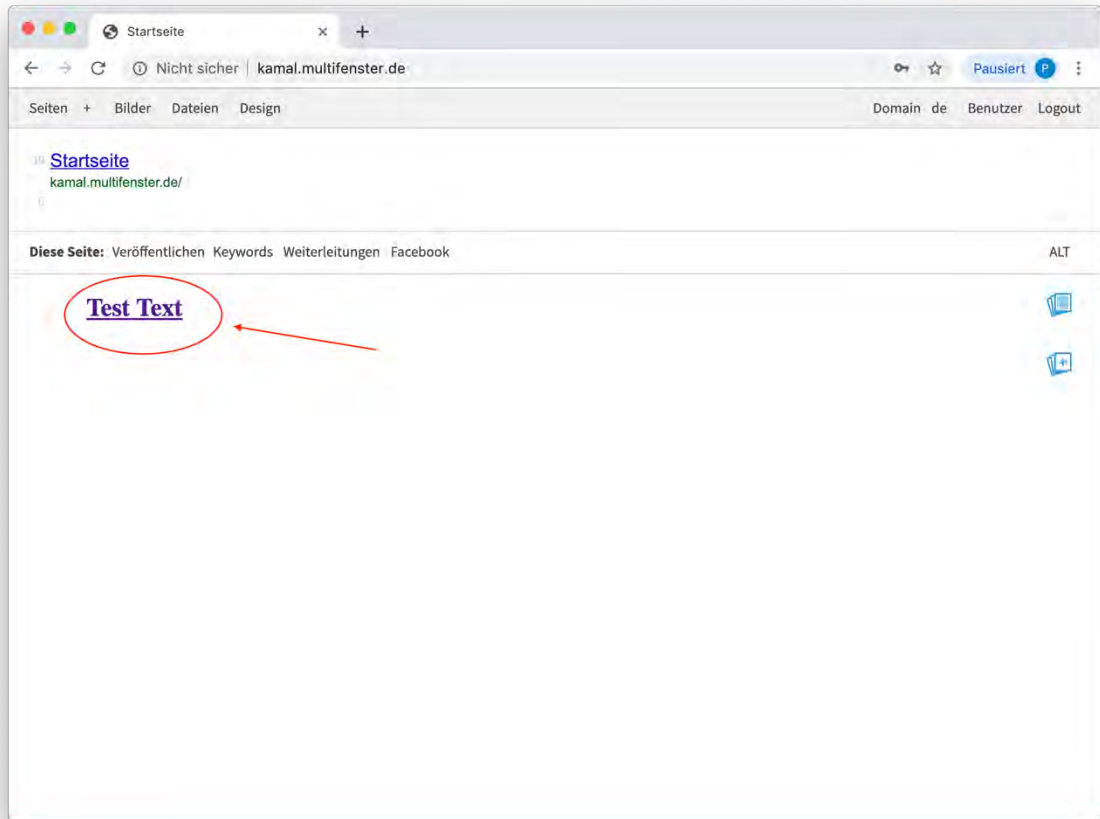 Startseite
Nicht sicher | kamal.multifenster.de
Pausiert P
Seiten + Bilder Dateien Design
Domain de Benutzer Logout
Startseite
kamal.multifenster.de/
Diese Seite: Veröffentlichen Keywords Weiterleitungen Facebook
ALT
Test Text